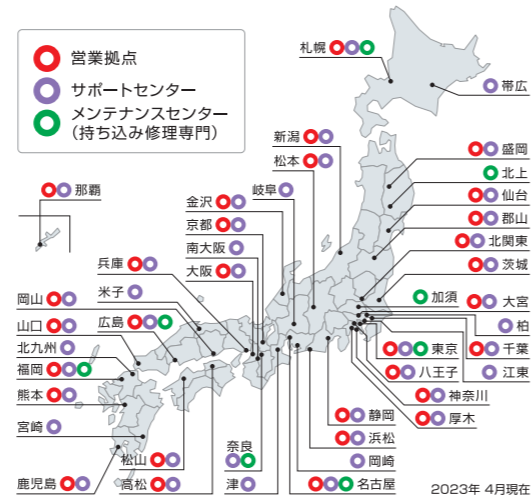 営業拠点
サポートセンター
メンテナンスセンター
(持ち込み修理専門)
札幌
帯広
新潟
松本
盛岡
北上
仙台
郡山
北関東
茨城
那覇
金沢
岐阜
京都
南大阪
兵庫
大阪
加須
大宮
岡山
米子
柏
山口
広島
東京
千葉
北九州
八王子
江東
福岡
神奈川
熊本
静岡
厚木
宮崎
浜松
奈良
岡崎
松山
鹿児島
高松
津
名古屋
2023年 4月現在